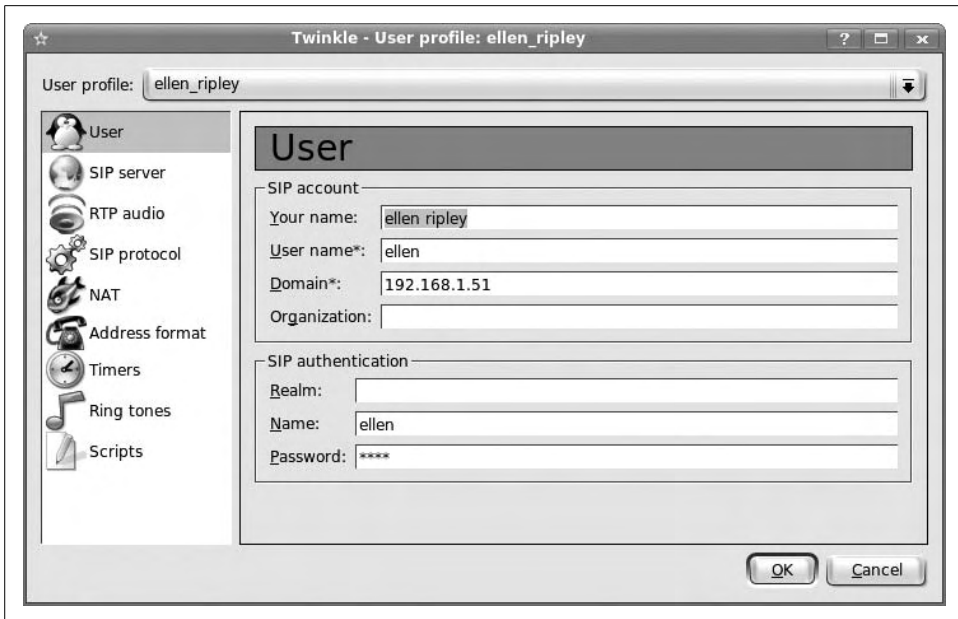 Twinkle - User profile: ellen_ripley
User profile: ellen_ripley
User
SIP server
RTP audio
SIP protocol
NAT
Address format
Timers
Ring tones
Scripts
User
SIP account
Your name: ellen ripley
User name*: ellen
Domain*: 192.168.1.51
Organization:
SIP authentication
Realm:
Name: ellen
Password: ****
OK Cancel